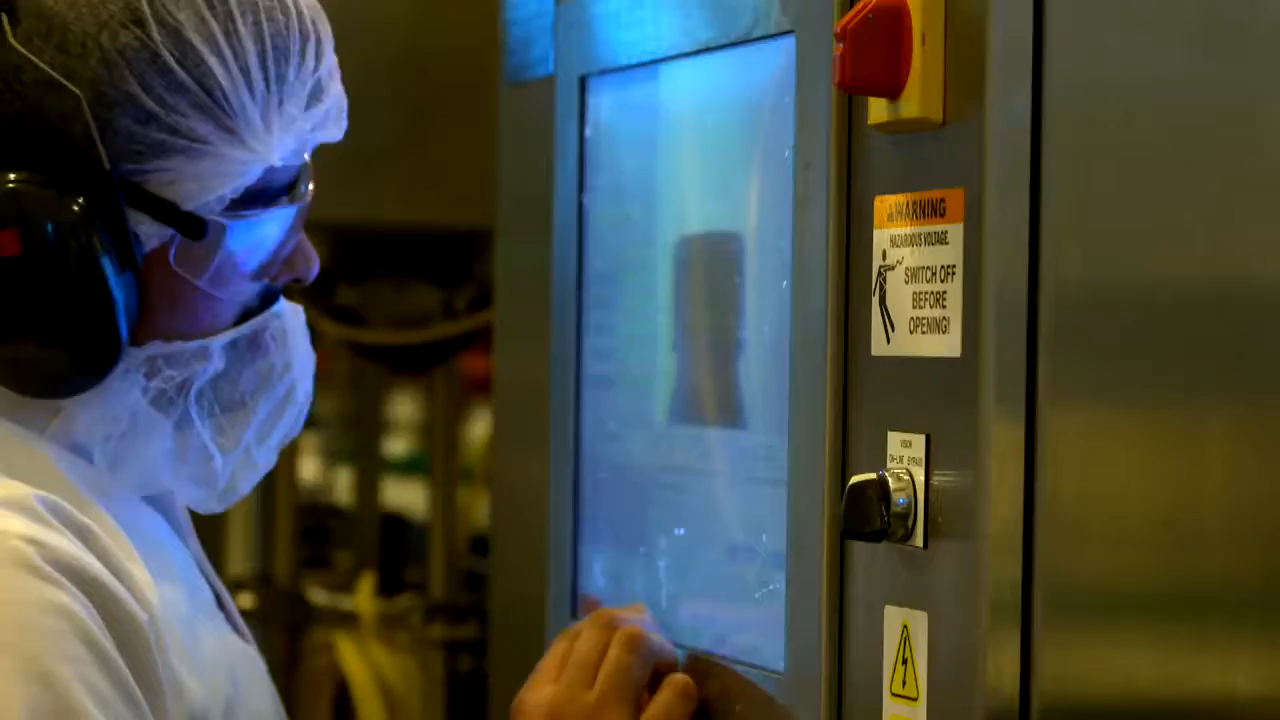 WARNING
HAZARDOUS VOLTAGE.
SWITCH OFF
BEFORE
OPENING!
VISION
ON-LINE BYPASS